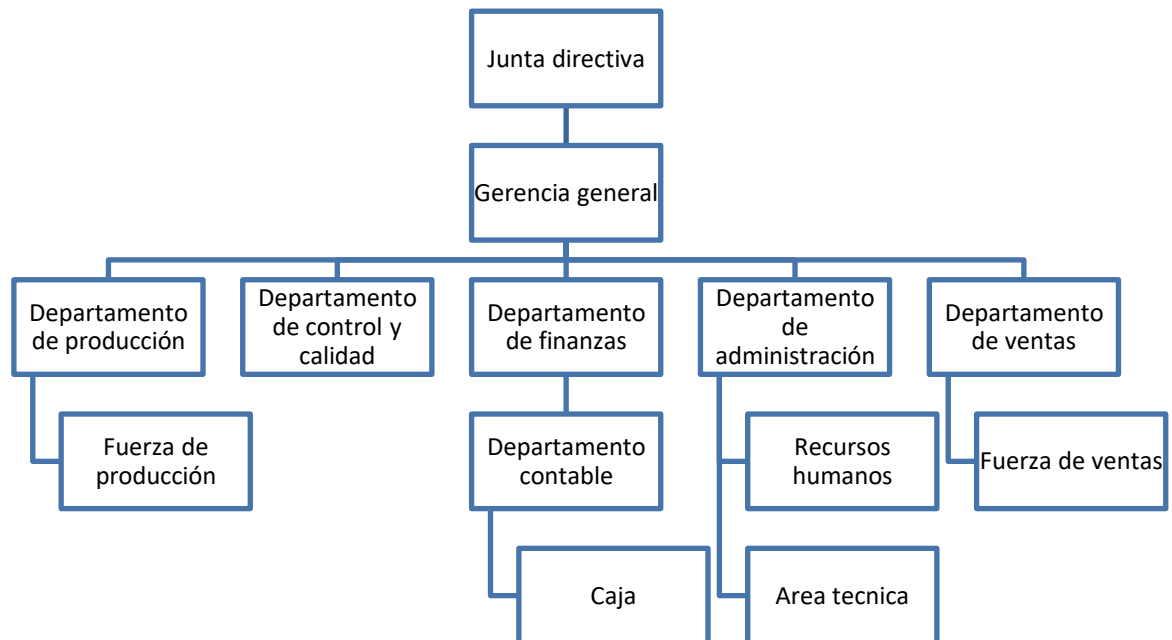 Junta directiva
Gerencia general
Departamento
de producción
Departamento
de control y
calidad
Departamento
de finanzas
Departamento
de
administración
Departamento
de ventas
Fuerza de
producción
Departamento
contable
Recursos
humanos
Fuerza de ventas
Caja
Area tecnica